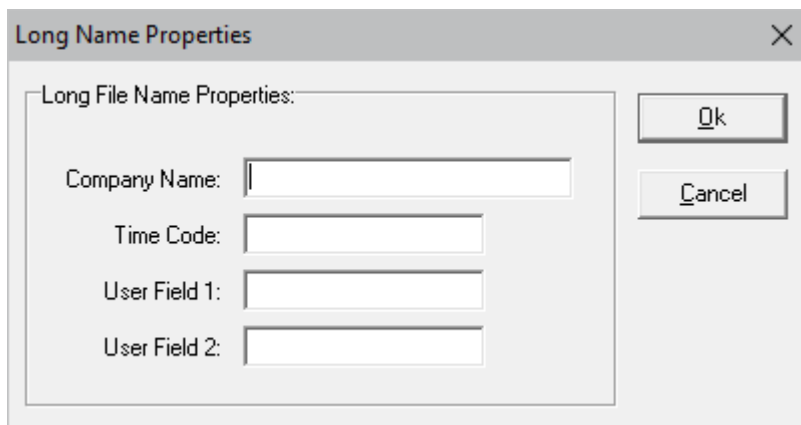 Long Name Properties
Long File Name Properties:
Ok
Company Name:
Cancel
Time Code:
User Field 1:
User Field 2: